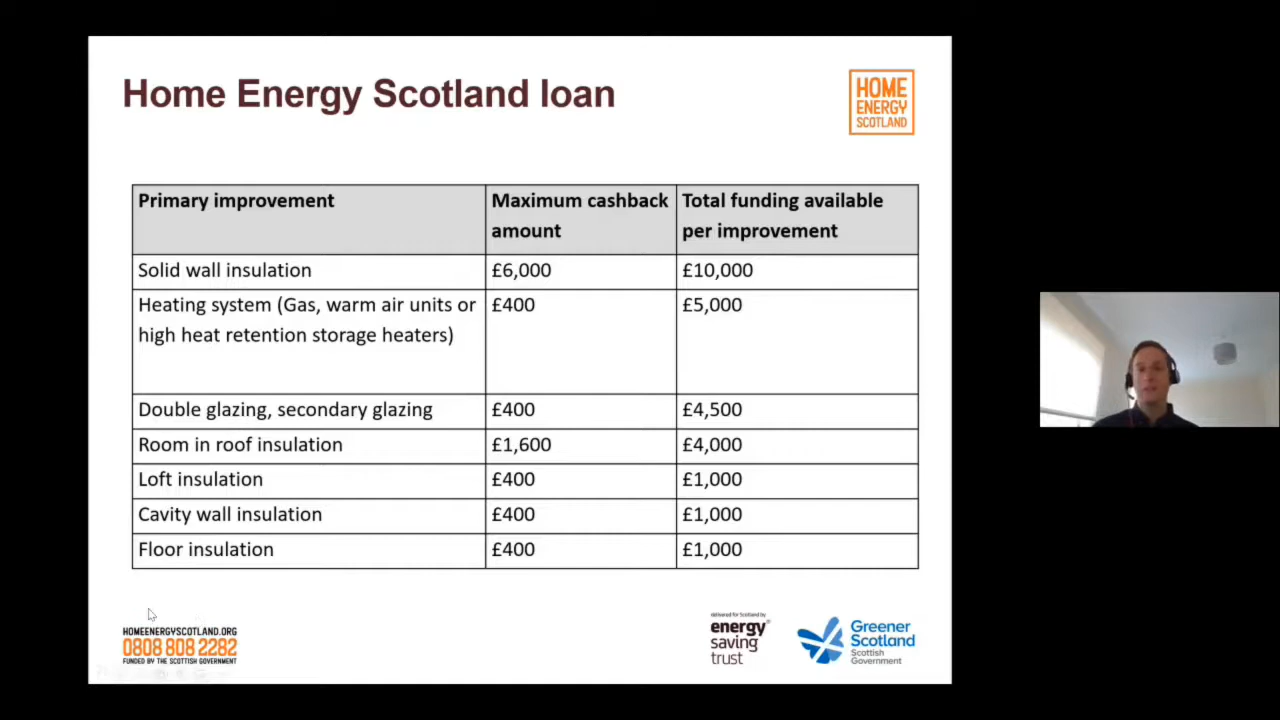 Home Energy Scotland loan
HOME
ENERGY
SCOTLAND
Primary improvement
Maximum cashback
amount
Total funding available
per improvement
Solid wall insulation
£6,000
£10,000
Heating system (Gas, warm air units or
high heat retention storage heaters)
£400
£5,000
Double glazing, secondary glazing
£400
£4,500
Room in roof insulation
£1,600
£4,000
Loft insulation
£400
£1,000
Cavity wall insulation
£400
£1,000
Floor insulation
£400
£1,000
HOMEENERGYSCOTLAND.ORG
0808 808 2282
FUNDED BY THE SCOTTISH GOVERNMENT
delivered for Scotland by
energy
saving
trust
Greener
Scotland
Scottish
Government